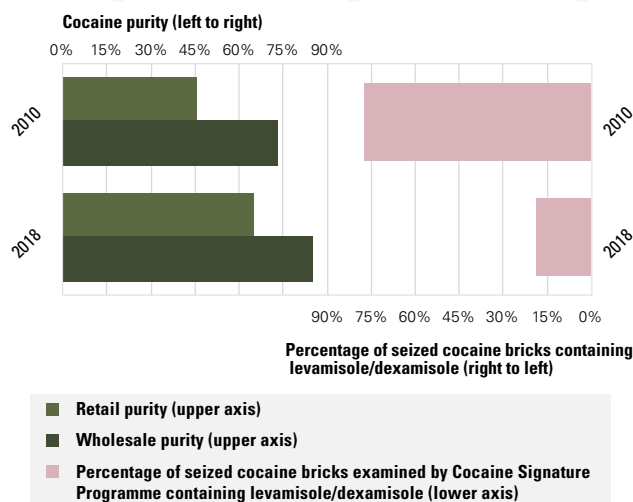 Cocaine purity (left to right)
0% 15% 30% 45% 60% 75% 90%
2010 2010
2018 2018
90% 75% 60% 45% 30% 15% 0%
Percentage of seized cocaine bricks containing
levamisole/dexamisole (right to left)
Retail purity (upper axis)
Wholesale purity (upper axis)
Percentage of seized cocaine bricks examined by Cocaine Signature
Programme containing levamisole/dexamisole (lower axis)